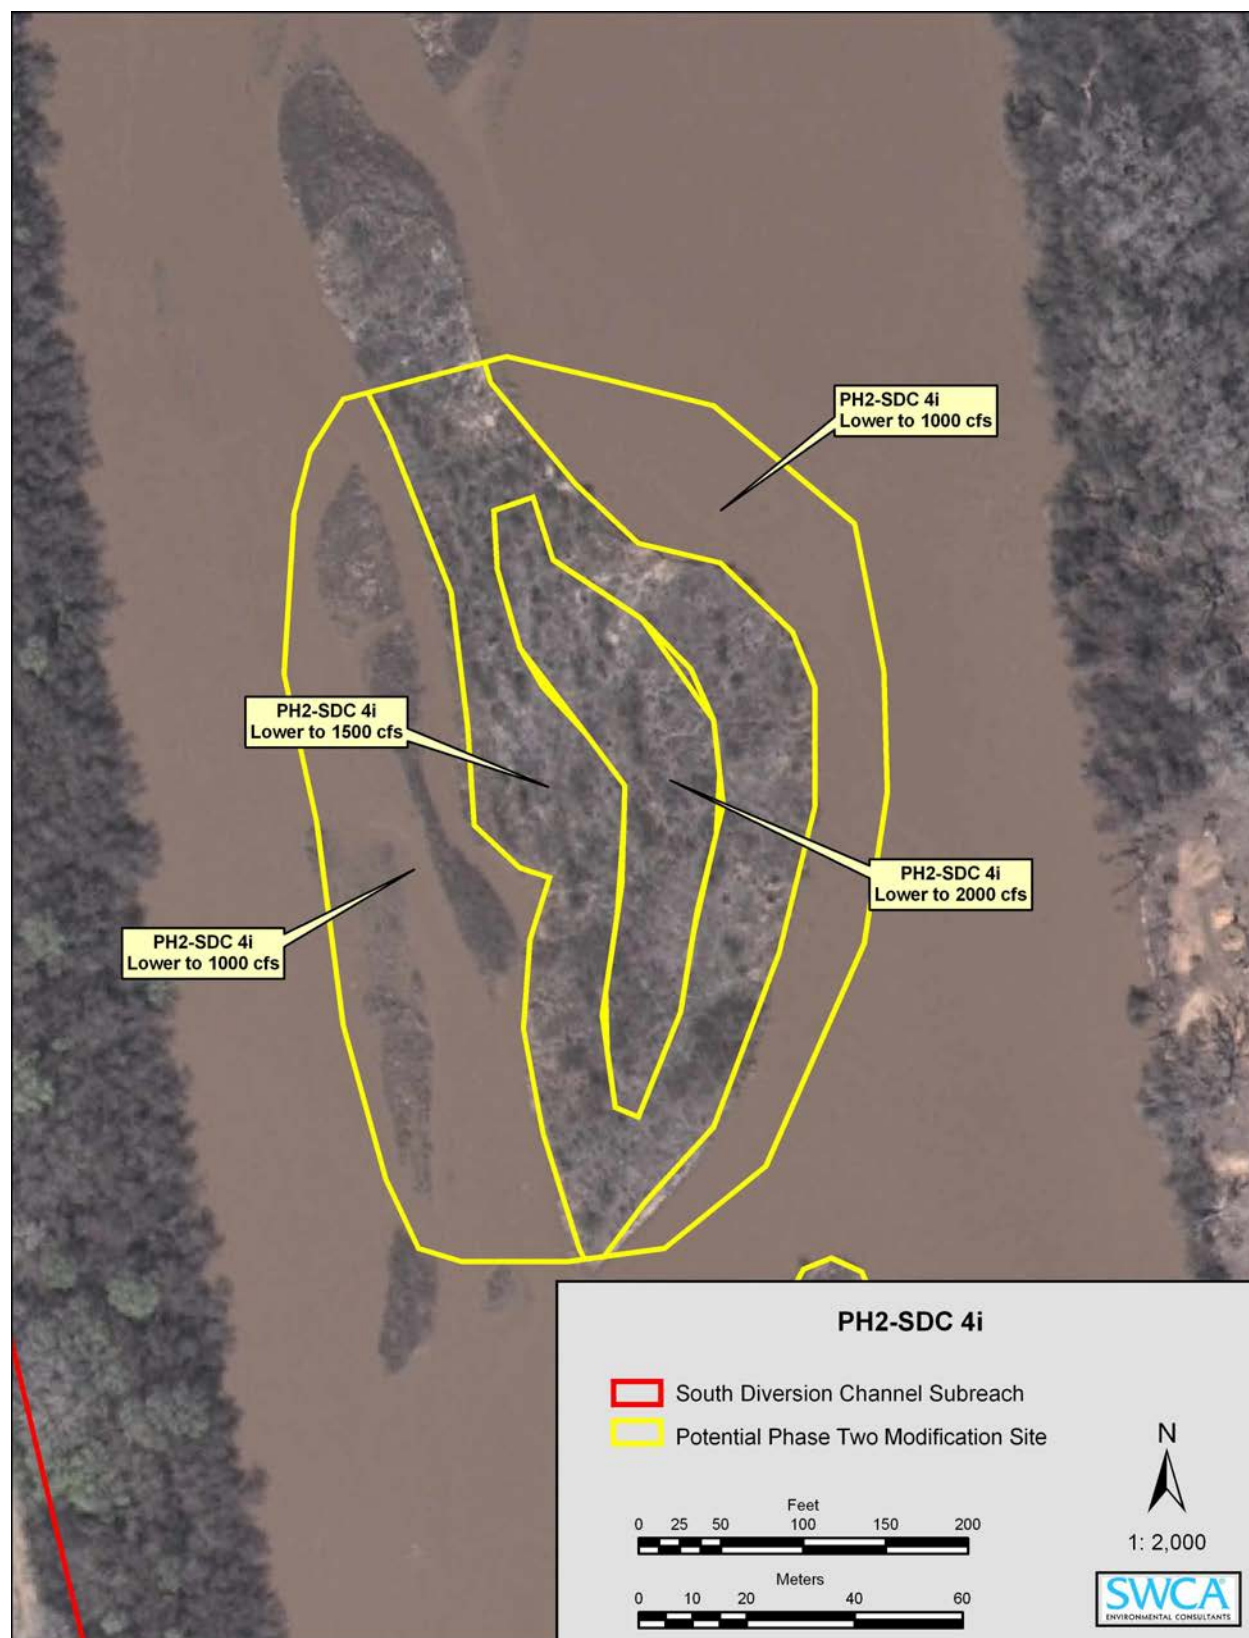 PH2-SDC 4i
Lower to 1000 cfs
PH2-SDC 4i
Lower to 1500 cfs
PH2-SDC 4i
Lower to 2000 cfs
PH2-SDC 4i
Lower to 1000 cfs
PH2-SDC 4i
South Diversion Channel Subreach
Potential Phase Two Modification Site
N
1: 2,000
Feet
0 25 50 100 150 200
Meters
0 10 20 40 60
SWCA
ENVIRONMENTAL CONSULTANTS